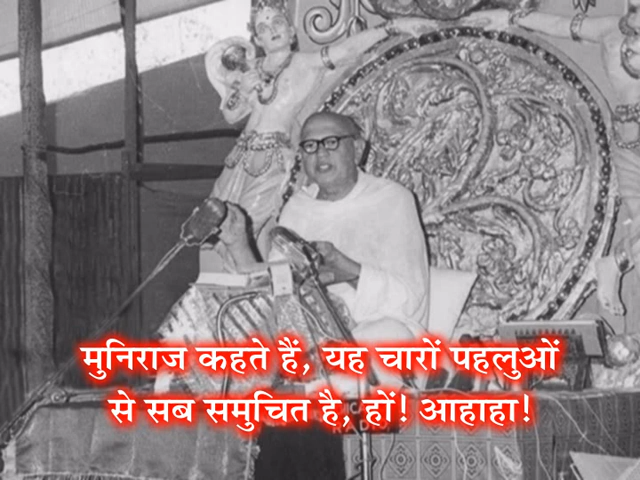 मुनिराज कहते हैं, यह चारों पहलुओं
से सब समुचित है, हों! आहाहा!